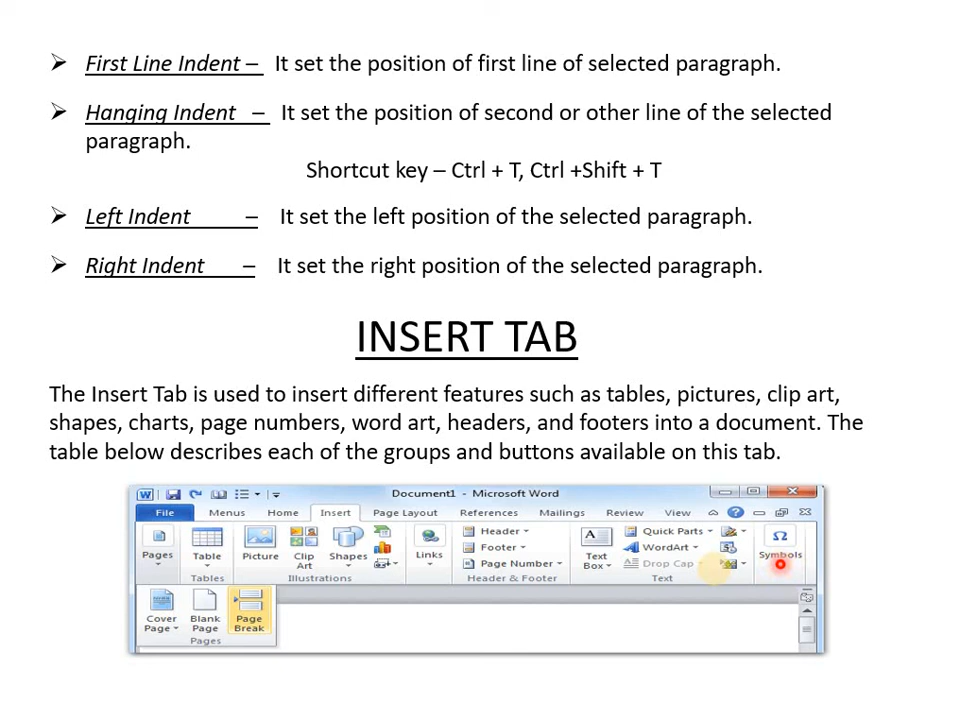 ➢ First Line Indent – It set the position of first line of selected paragraph.
➢ Hanging Indent – It set the position of second or other line of the selected
paragraph.
Shortcut key – Ctrl + T, Ctrl +Shift + T
➢ Left Indent – It set the left position of the selected paragraph.
➢ Right Indent – It set the right position of the selected paragraph.
INSERT TAB
The Insert Tab is used to insert different features such as tables, pictures, clip art,
shapes, charts, page numbers, word art, headers, and footers into a document. The
table below describes each of the groups and buttons available on this tab.
Document1 - Microsoft Word
File Menus Home Insert Page Layout References Mailings Review View
Pages Table Picture Clip Art Shapes Links Header Footer Page Number Text Box Quick Parts WordArt Drop Cap Symbols
Tables Illustrations Header & Footer Text
Cover Page Blank Page Page Break
Pages